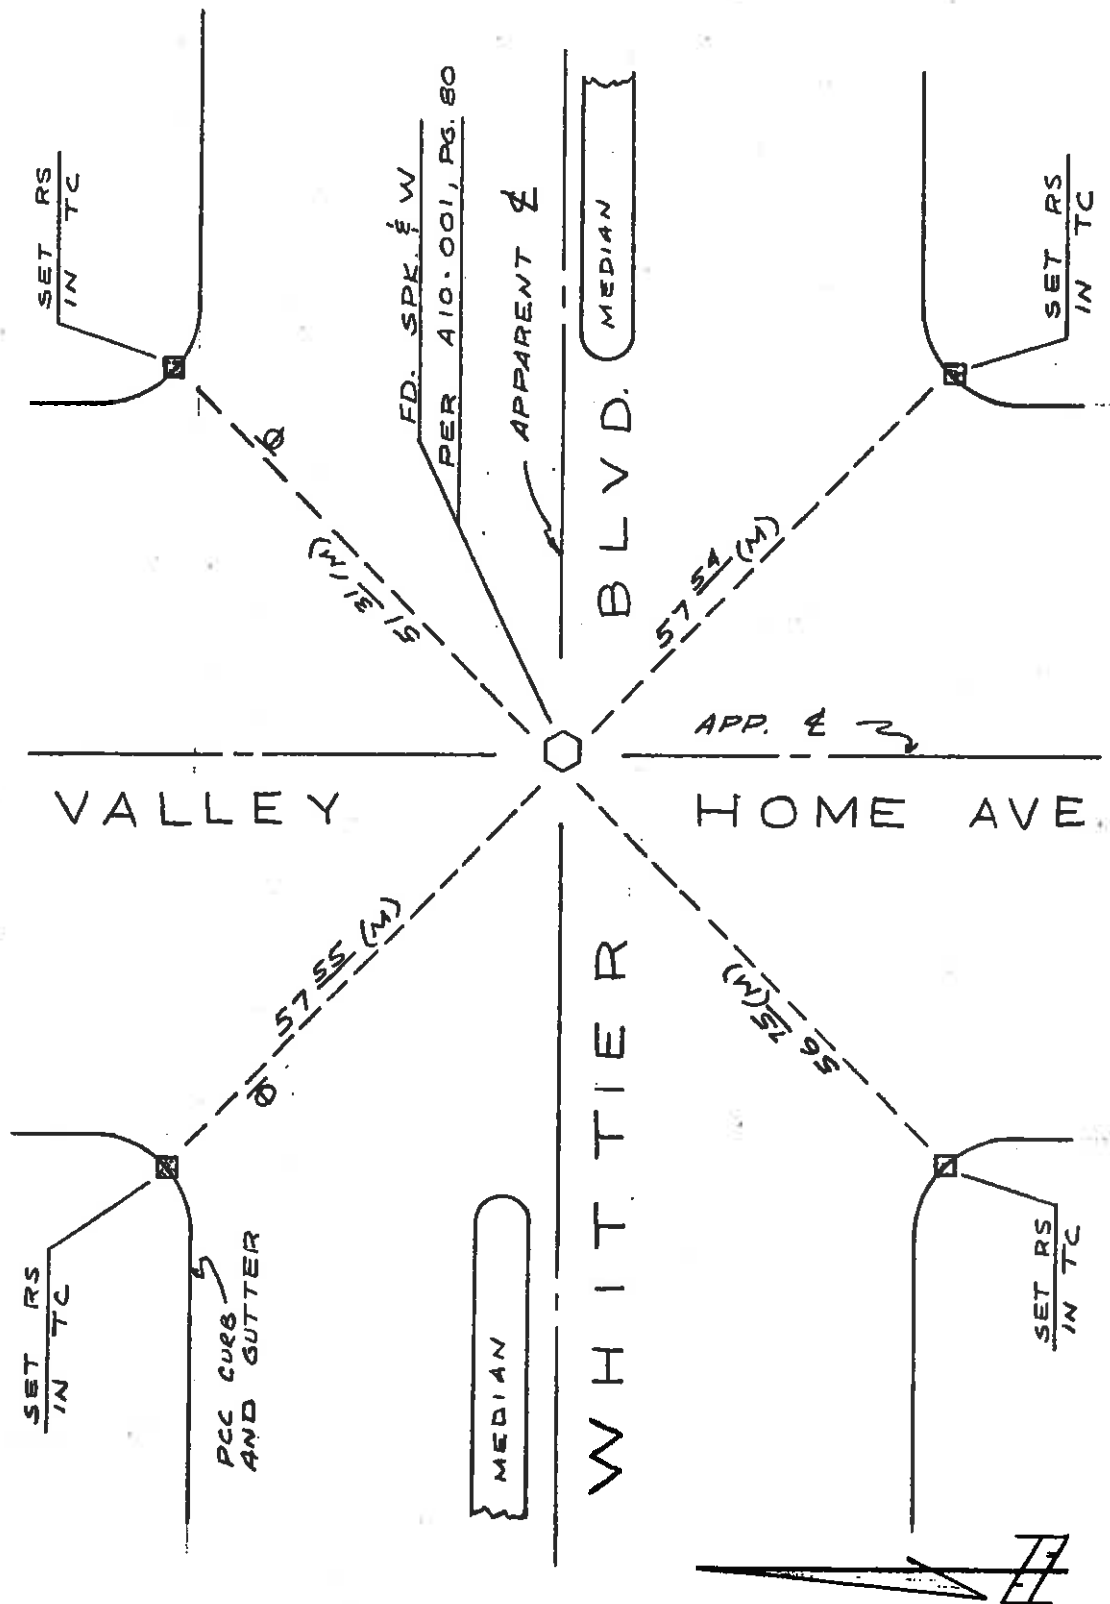 SET RS
IN TC
FD. SPK. & W
PER A10-001, PG. 80
APPARENT ℄
MEDIAN
SET RS
IN TC
Ø
51 31 (M)
BLVD.
57 54 (M)
APP. ℄
VALLEY
HOME AVE
57 55 (M)
Ø
56 75 (M)
WHITTIER
SET RS
IN TC
PCC CURB
AND GUTTER
MEDIAN
SET RS
IN TC
N